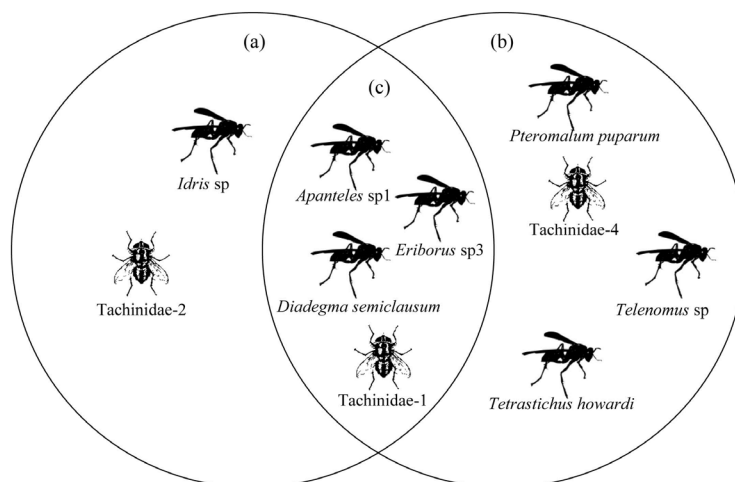 (a)
(b)
(c)
Idris sp
Tachinidae-2
Apanteles sp1
Eriborus sp3
Diadegma semiclausum
Tachinidae-1
Pteromalum puparum
Tachinidae-4
Telenomus sp
Tetrastichus howardi